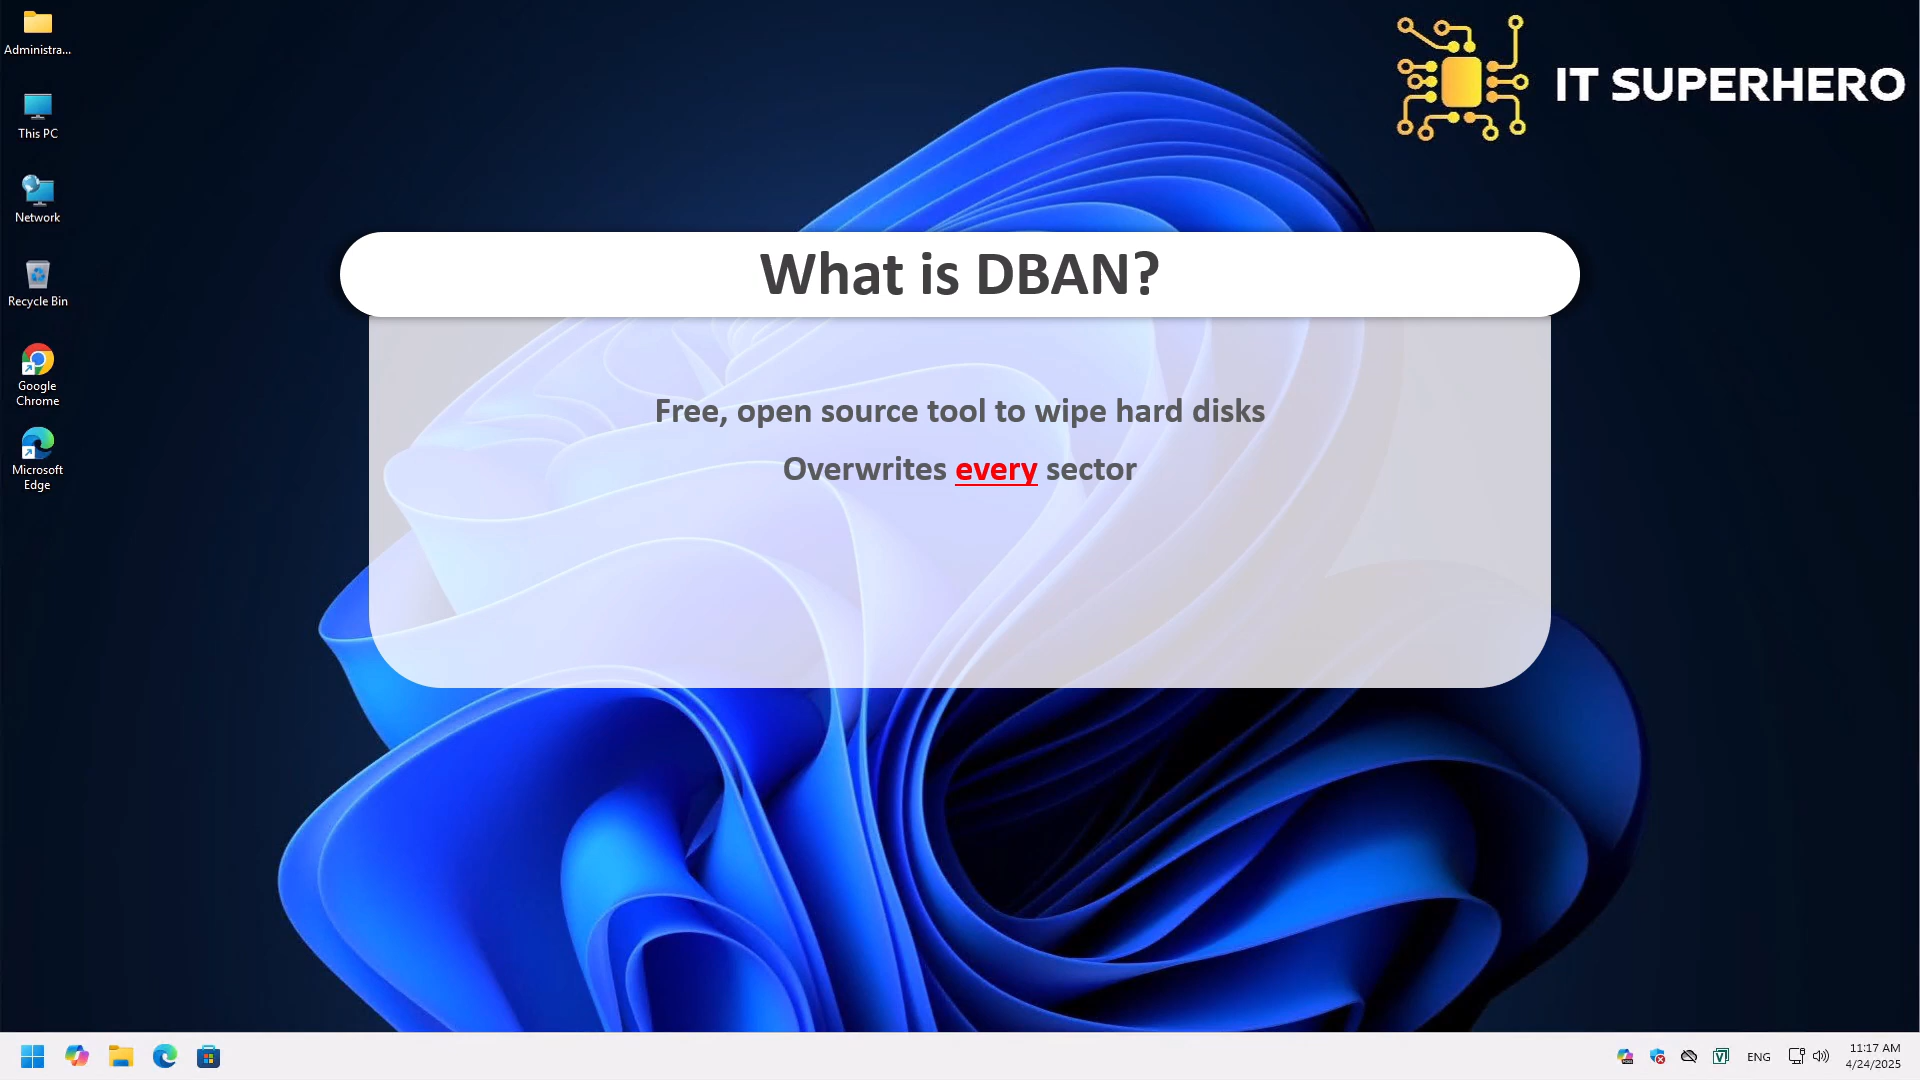 Administra...
This PC
Network
Recycle Bin
Google
Chrome
Microsoft
Edge
IT SUPERHERO
What is DBAN?
Free, open source tool to wipe hard disks
Overwrites every sector
ENG
11:17 AM
4/24/2025